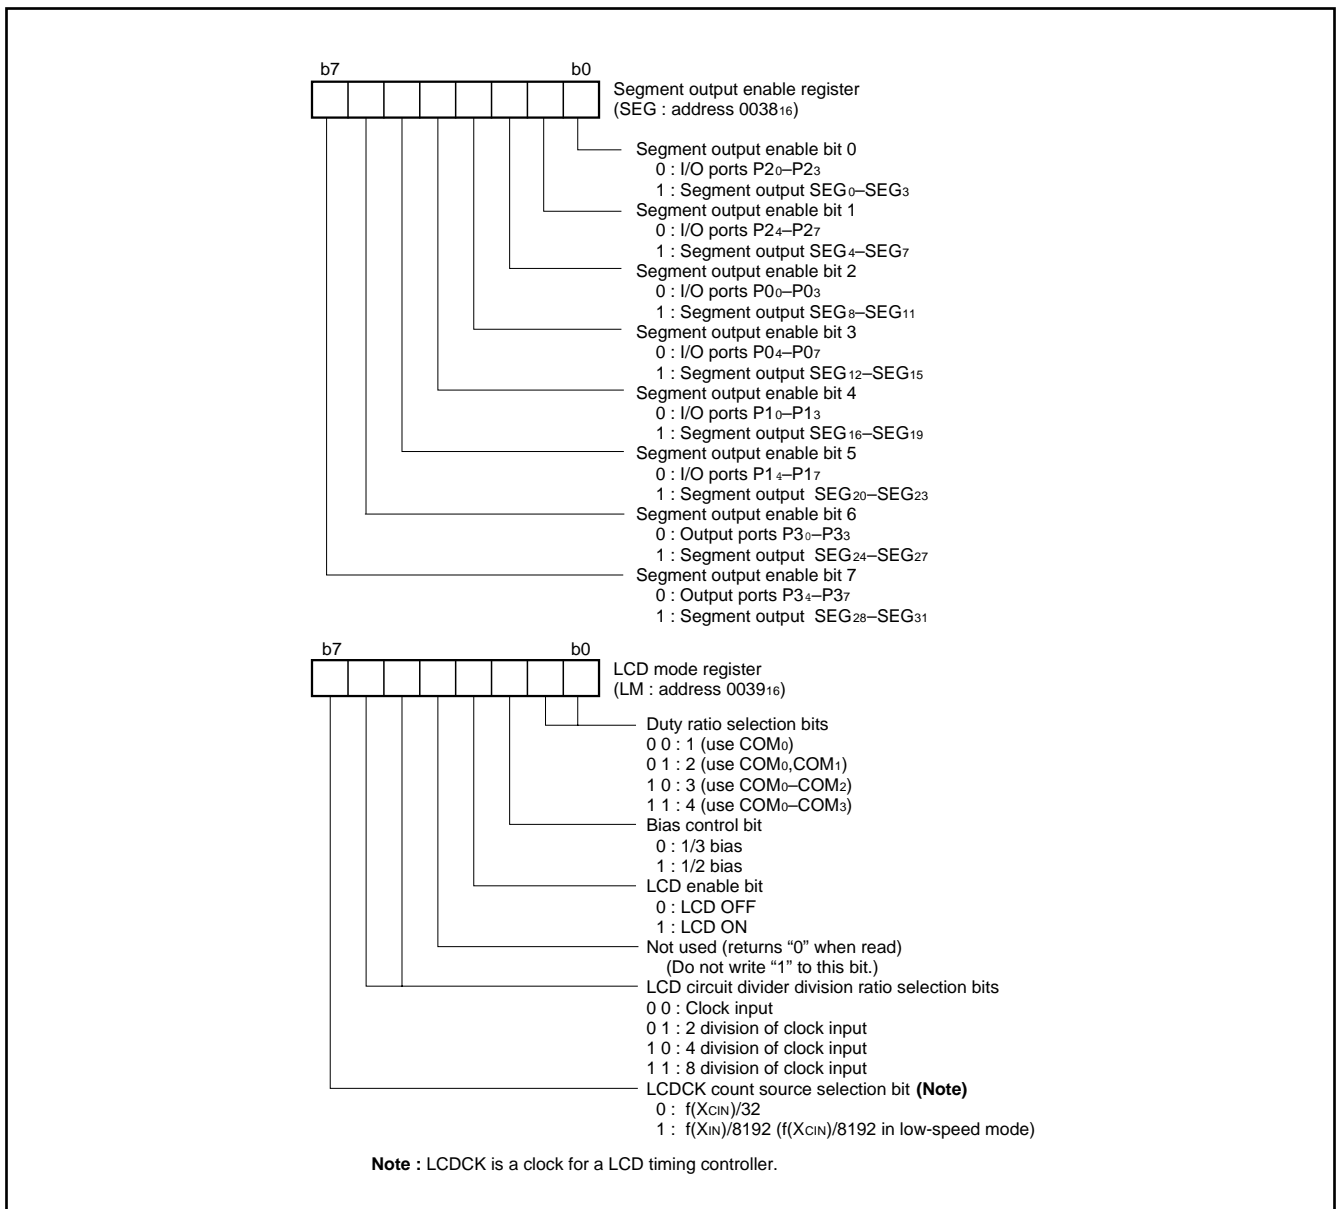 b7 b0
Segment output enable register
(SEG : address 003816)
Segment output enable bit 0
0 : I/O ports P20–P23
1 : Segment output SEG0–SEG3
Segment output enable bit 1
0 : I/O ports P24–P27
1 : Segment output SEG4–SEG7
Segment output enable bit 2
0 : I/O ports P00–P03
1 : Segment output SEG8–SEG11
Segment output enable bit 3
0 : I/O ports P04–P07
1 : Segment output SEG12–SEG15
Segment output enable bit 4
0 : I/O ports P10–P13
1 : Segment output SEG16–SEG19
Segment output enable bit 5
0 : I/O ports P14–P17
1 : Segment output SEG20–SEG23
Segment output enable bit 6
0 : Output ports P30–P33
1 : Segment output SEG24–SEG27
Segment output enable bit 7
0 : Output ports P34–P37
1 : Segment output SEG28–SEG31
b7 b0
LCD mode register
(LM : address 003916)
Duty ratio selection bits
0 0 : 1 (use COM0)
0 1 : 2 (use COM0,COM1)
1 0 : 3 (use COM0–COM2)
1 1 : 4 (use COM0–COM3)
Bias control bit
0 : 1/3 bias
1 : 1/2 bias
LCD enable bit
0 : LCD OFF
1 : LCD ON
Not used (returns “0” when read)
(Do not write “1” to this bit.)
LCD circuit divider division ratio selection bits
0 0 : Clock input
0 1 : 2 division of clock input
1 0 : 4 division of clock input
1 1 : 8 division of clock input
LCDCK count source selection bit (Note)
0 : f(XCIN)/32
1 : f(XIN)/8192 (f(XCIN)/8192 in low-speed mode)
Note : LCDCK is a clock for a LCD timing controller.